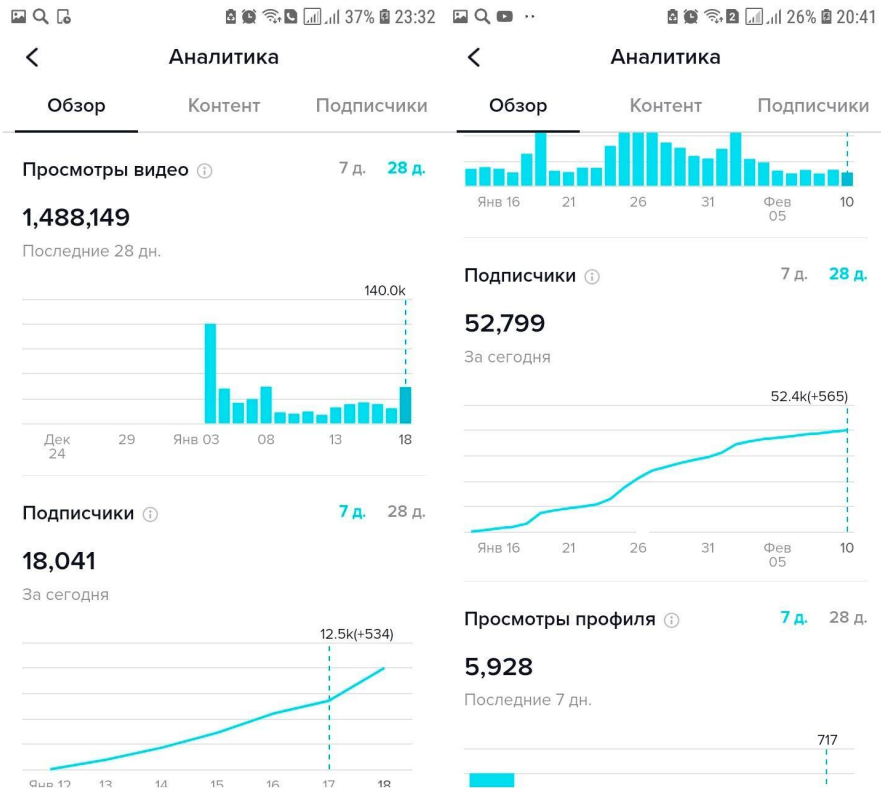 37% 23:32
Аналитика
Обзор Контент Подписчики
Просмотры видео 7 д. 28 д.
1,488,149
Последние 28 дн.
140.0k
Дек 24 29 Янв 03 08 13 18
Подписчики 7 д. 28 д.
18,041
За сегодня
12.5k(+534)
Янв 12 13 14 15 16 17 18
26% 20:41
Аналитика
Обзор Контент Подписчики
Янв 16 21 26 31 Фев 05 10
Подписчики 7 д. 28 д.
52,799
За сегодня
52.4k(+565)
Янв 16 21 26 31 Фев 05 10
Просмотры профиля 7 д. 28 д.
5,928
Последние 7 дн.
717